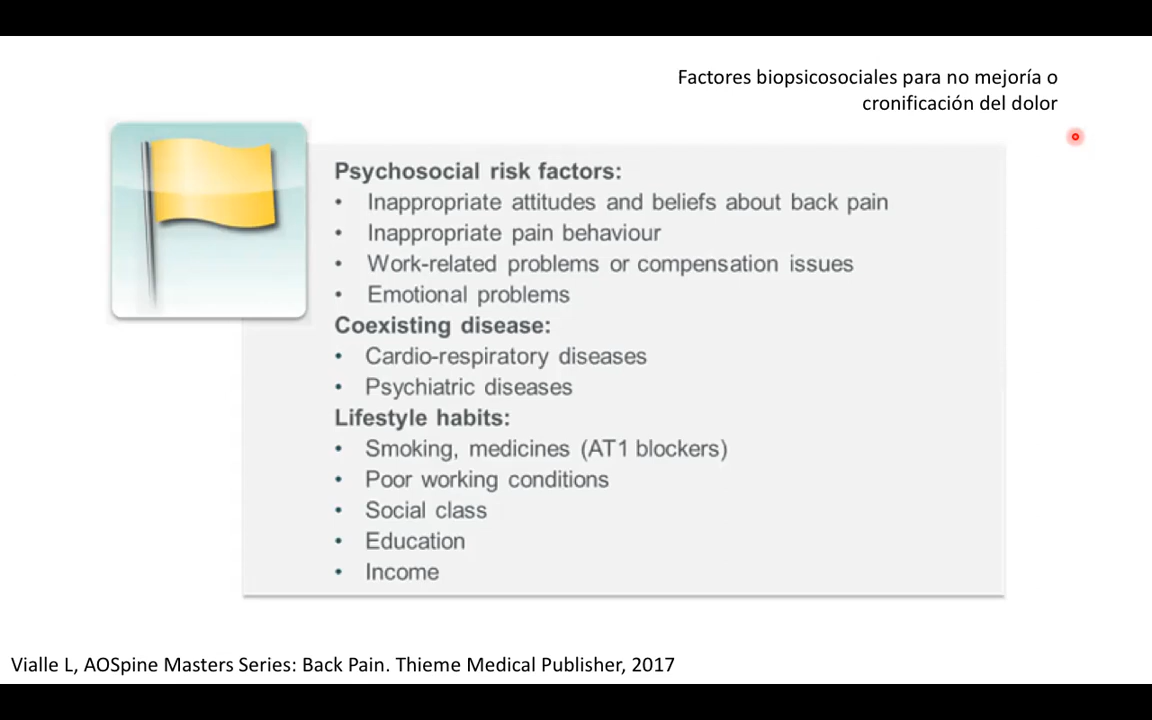 Factores biopsicosociales para no mejoría o
cronificación del dolor
Psychosocial risk factors:
• Inappropriate attitudes and beliefs about back pain
• Inappropriate pain behaviour
• Work-related problems or compensation issues
• Emotional problems
Coexisting disease:
• Cardio-respiratory diseases
• Psychiatric diseases
Lifestyle habits:
• Smoking, medicines (AT1 blockers)
• Poor working conditions
• Social class
• Education
• Income
Vialle L, AOSpine Masters Series: Back Pain. Thieme Medical Publisher, 2017